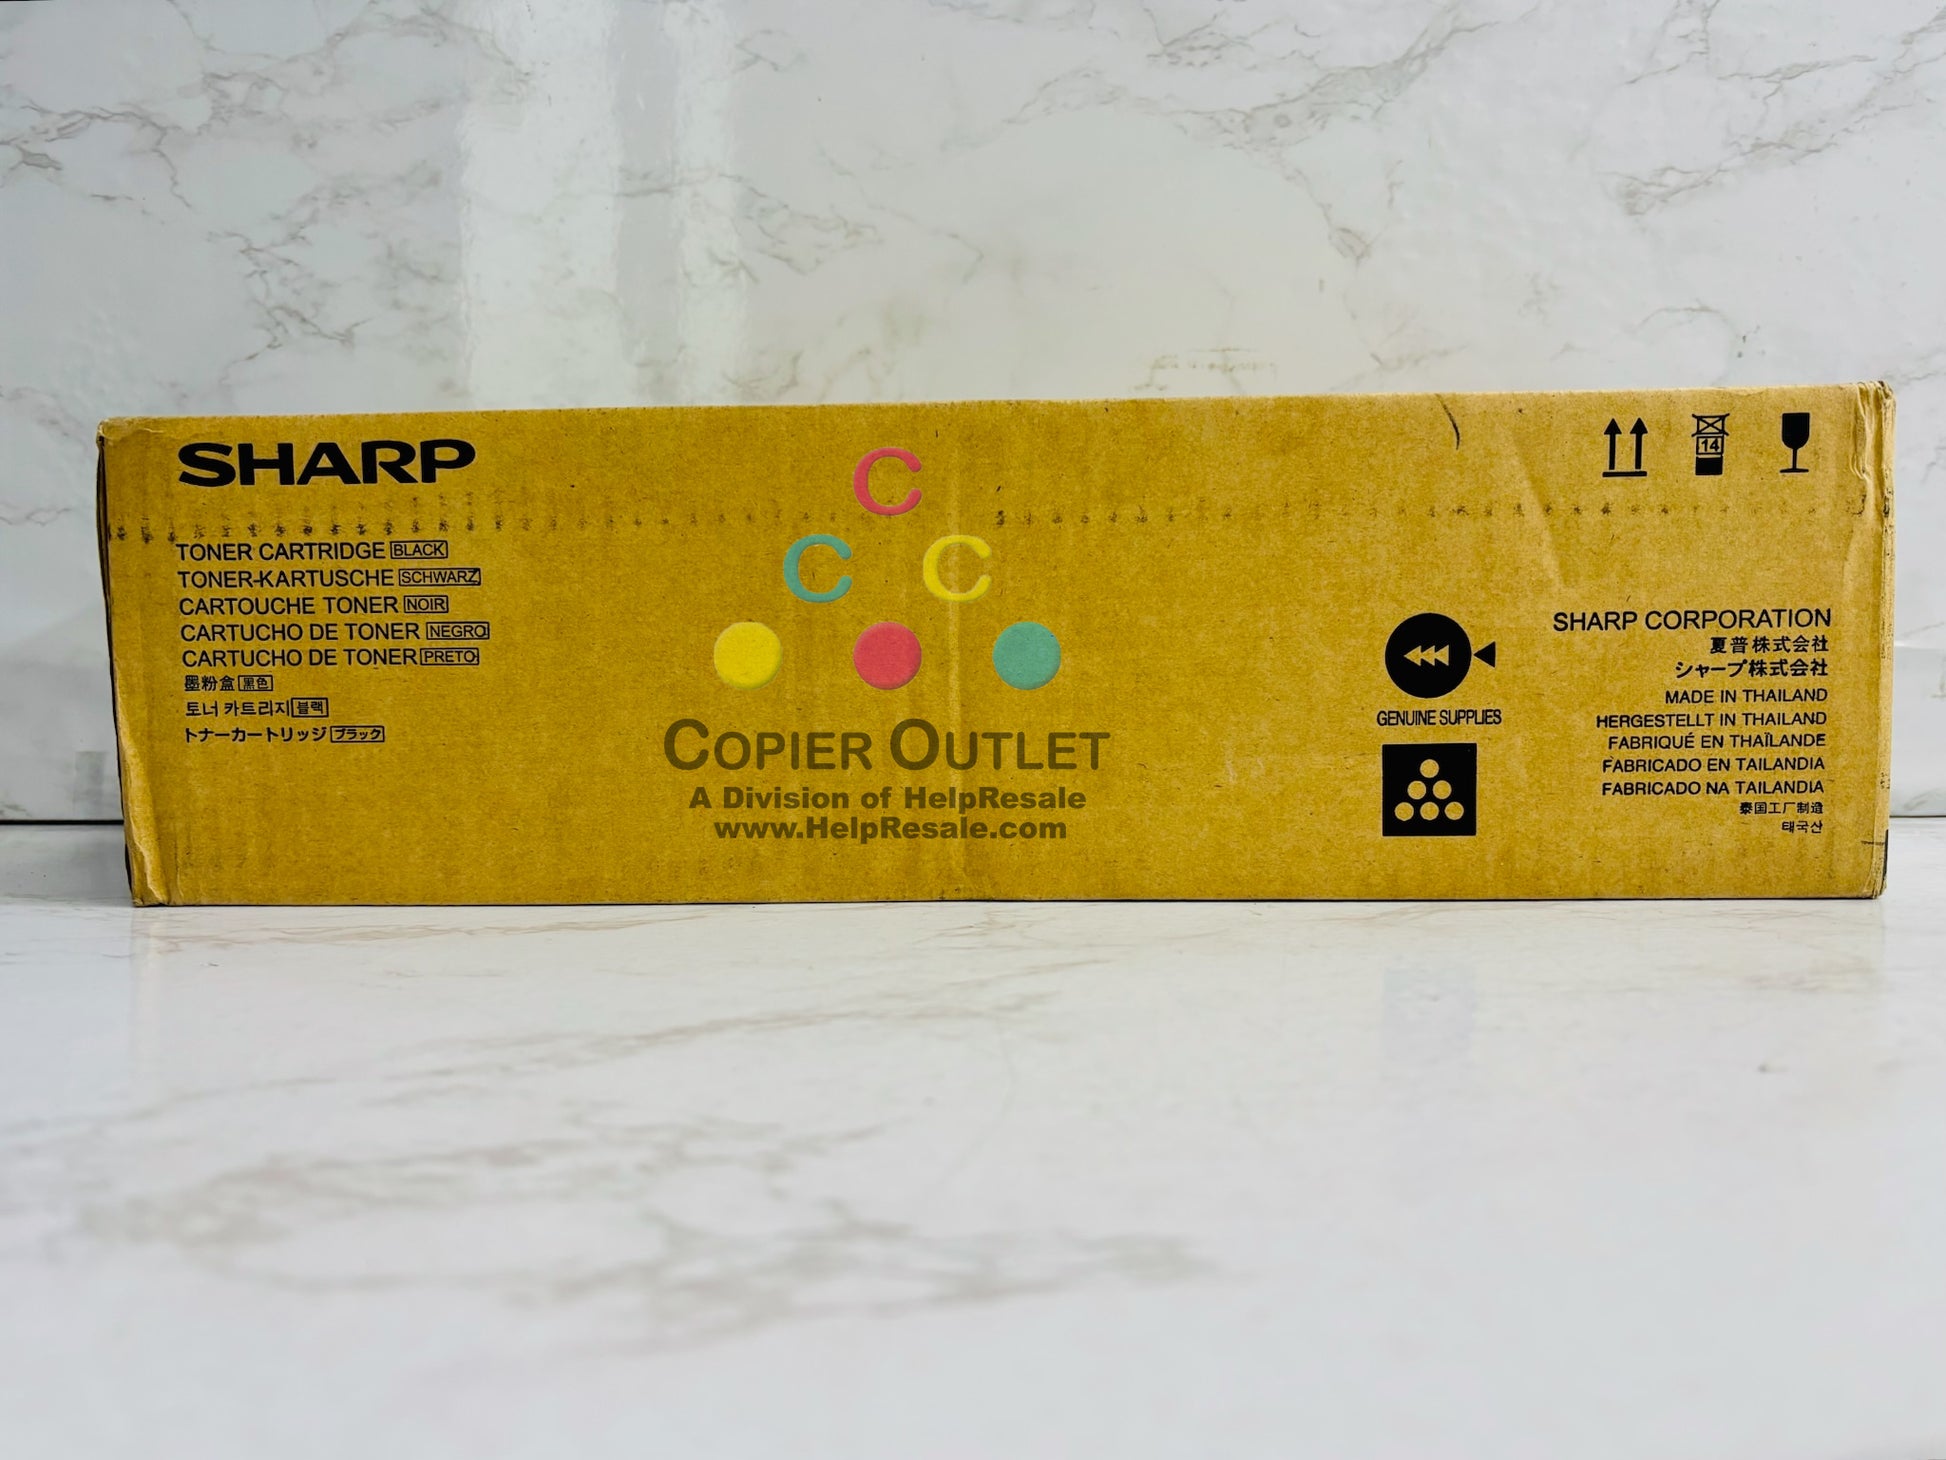 SHARP
TONER CARTRIDGE BLACK
TONER-KARTUSCHE SCHWARZ
CARTOUCHE TONER NOIR
CARTUCHO DE TONER NEGRO
CARTUCHO DE TONER PRETO
墨粉盒 黑色
토너 카트리지 블랙
トナーカートリッジ ブラック
C
C C
COPIER OUTLET
A Division of HelpResale
www.HelpResale.com
14
GENUINE SUPPLIES
SHARP CORPORATION
夏普株式会社
シャープ株式会社
MADE IN THAILAND
HERGESTELLT IN THAILAND
FABRIQUÉ EN THAÏLANDE
FABRICADO EN TAILANDIA
FABRICADO NA TAILANDIA
泰国工厂制造
태국산